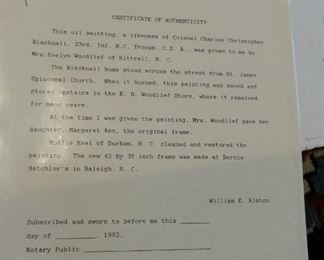 CERTIFICATE OF AUTHENTICITY
This oil painting, a likeness of Colonel Charles Christopher
Blacknall, 23rd. Inf. N.C. Troops, C.S. A., was given to me by
Mrs.Evelyn Woodlief of Kittrell, N. C.
The Blacknall home stood across the street from St. James
Episcopal Church. When it burned, this painting was saved and
stored upstairs in the B. B. Woodlief Store, where it remained
for many years.
At the time I was given the painting, Mrs. Woodlief gave her
daughter, Margaret Ann, the original frame.
Mollie Keel of Durham, N. C. cleaned and restored the
painting. The new 42 by 35 inch frame was made at Bernie
Batchlor's in Raleigh, N. C.
William E. Alston
Subscribed and sworn to before me this ______
day of _________, 1992.
Notary Public ____________________